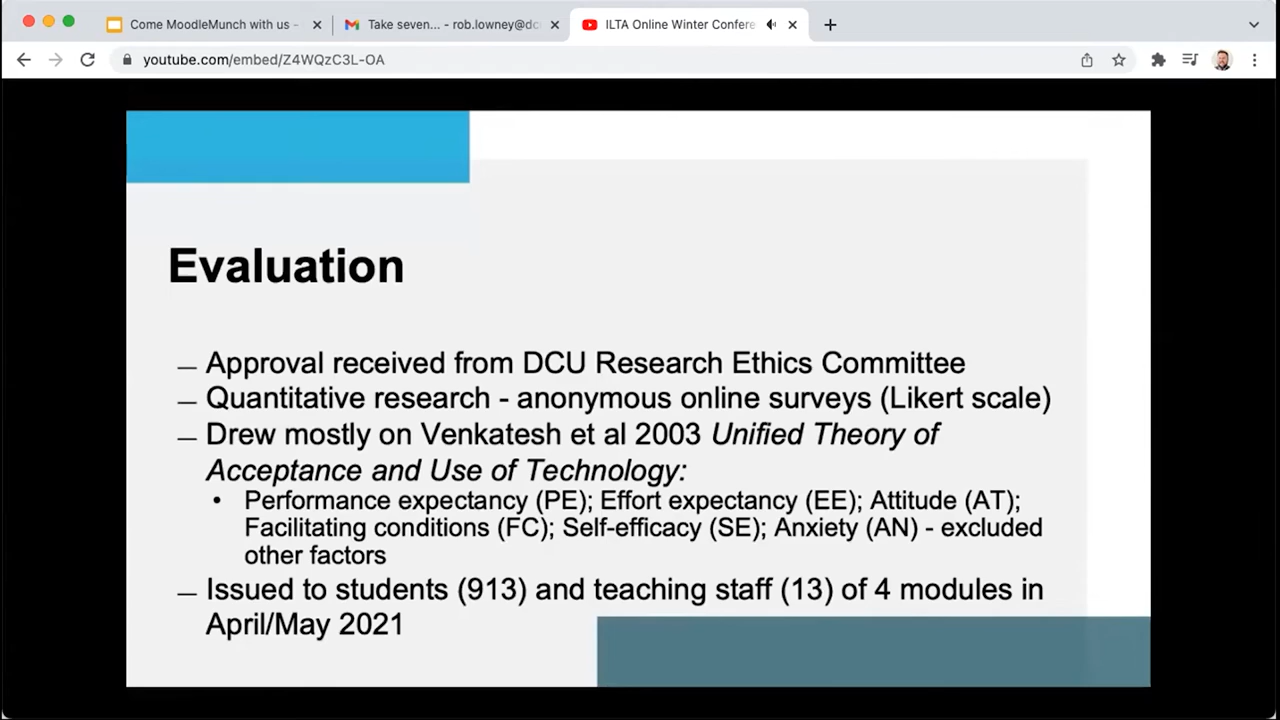 Come MoodleMunch with us -
Take seven... - rob.lowney@dc
ILTA Online Winter Confere
youtube.com/embed/Z4WQzC3L-OA
Evaluation
— Approval received from DCU Research Ethics Committee
— Quantitative research - anonymous online surveys (Likert scale)
— Drew mostly on Venkatesh et al 2003 Unified Theory of
Acceptance and Use of Technology:
• Performance expectancy (PE); Effort expectancy (EE); Attitude (AT);
Facilitating conditions (FC); Self-efficacy (SE); Anxiety (AN) - excluded
other factors
— Issued to students (913) and teaching staff (13) of 4 modules in
April/May 2021